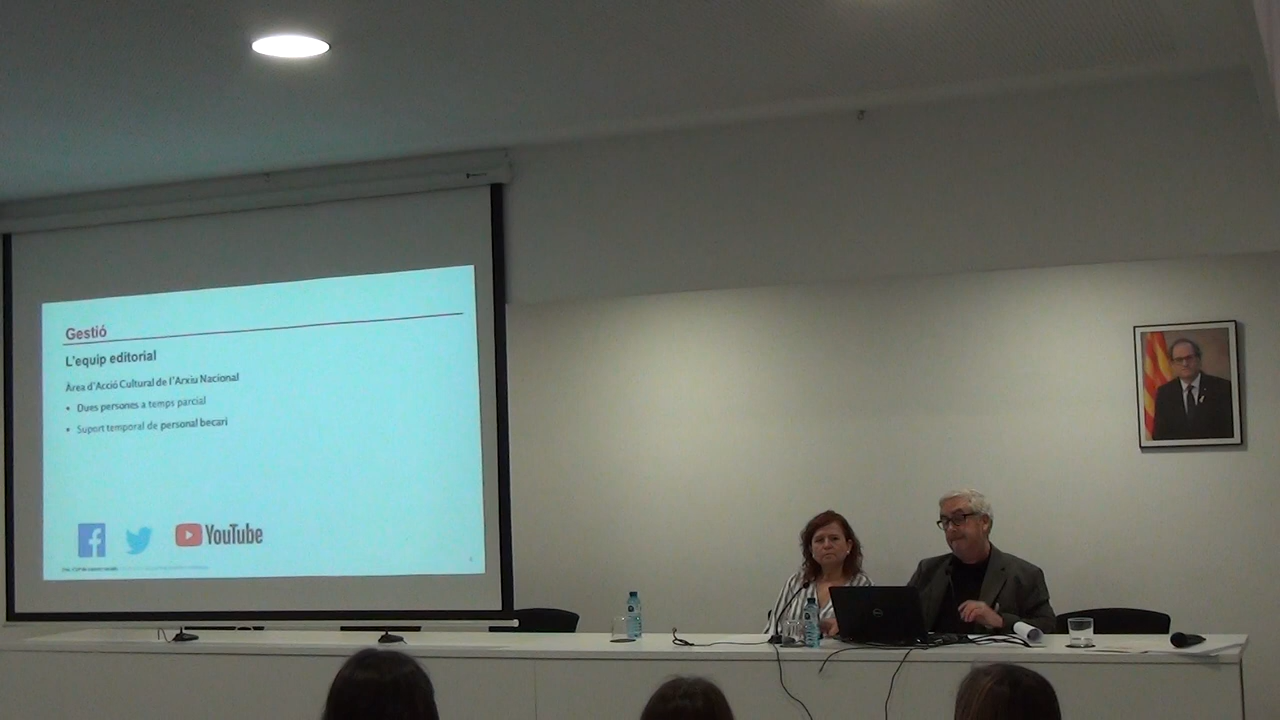 Gestió
L'equip editorial
Àrea d'Acció Cultural de l'Arxiu Nacional
• Dues persones a temps parcial
• Suport temporal de personal becari
YouTube